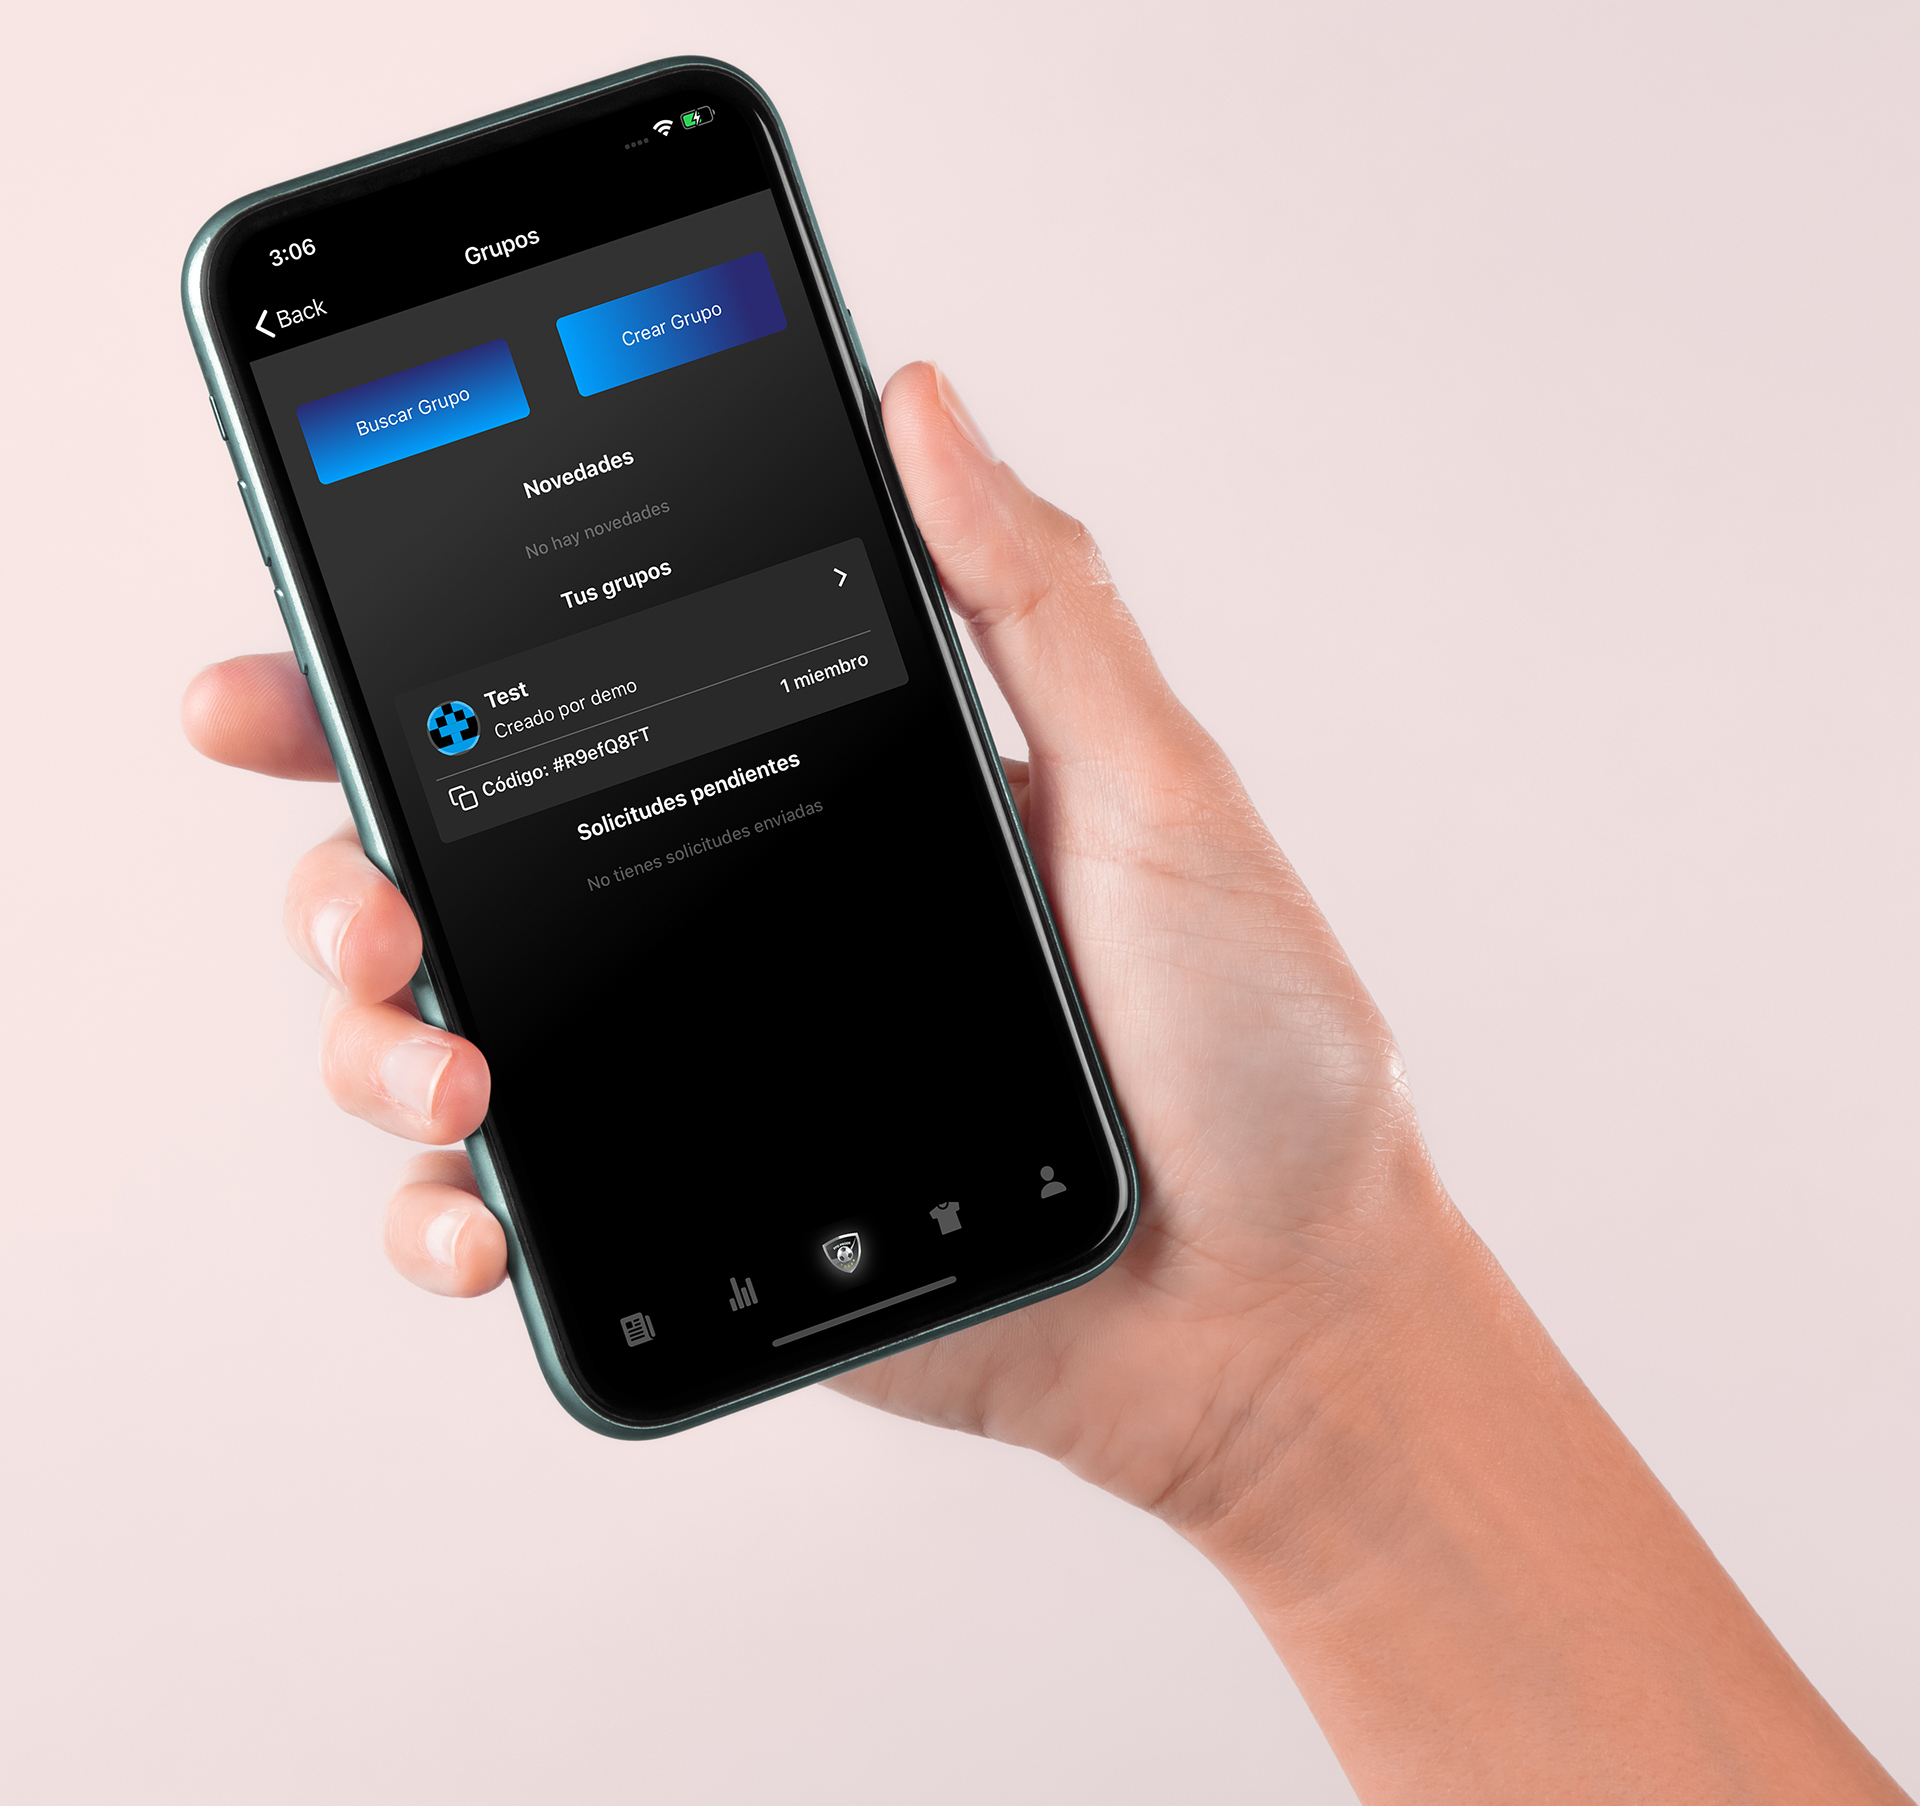 3:06
Grupos
Back
Buscar Grupo
Crear Grupo
Novedades
No hay novedades
Tus grupos
Test
Creado por demo
Código: #R9efQ8FT
1 miembro
Solicitudes pendientes
No tienes solicitudes enviadas